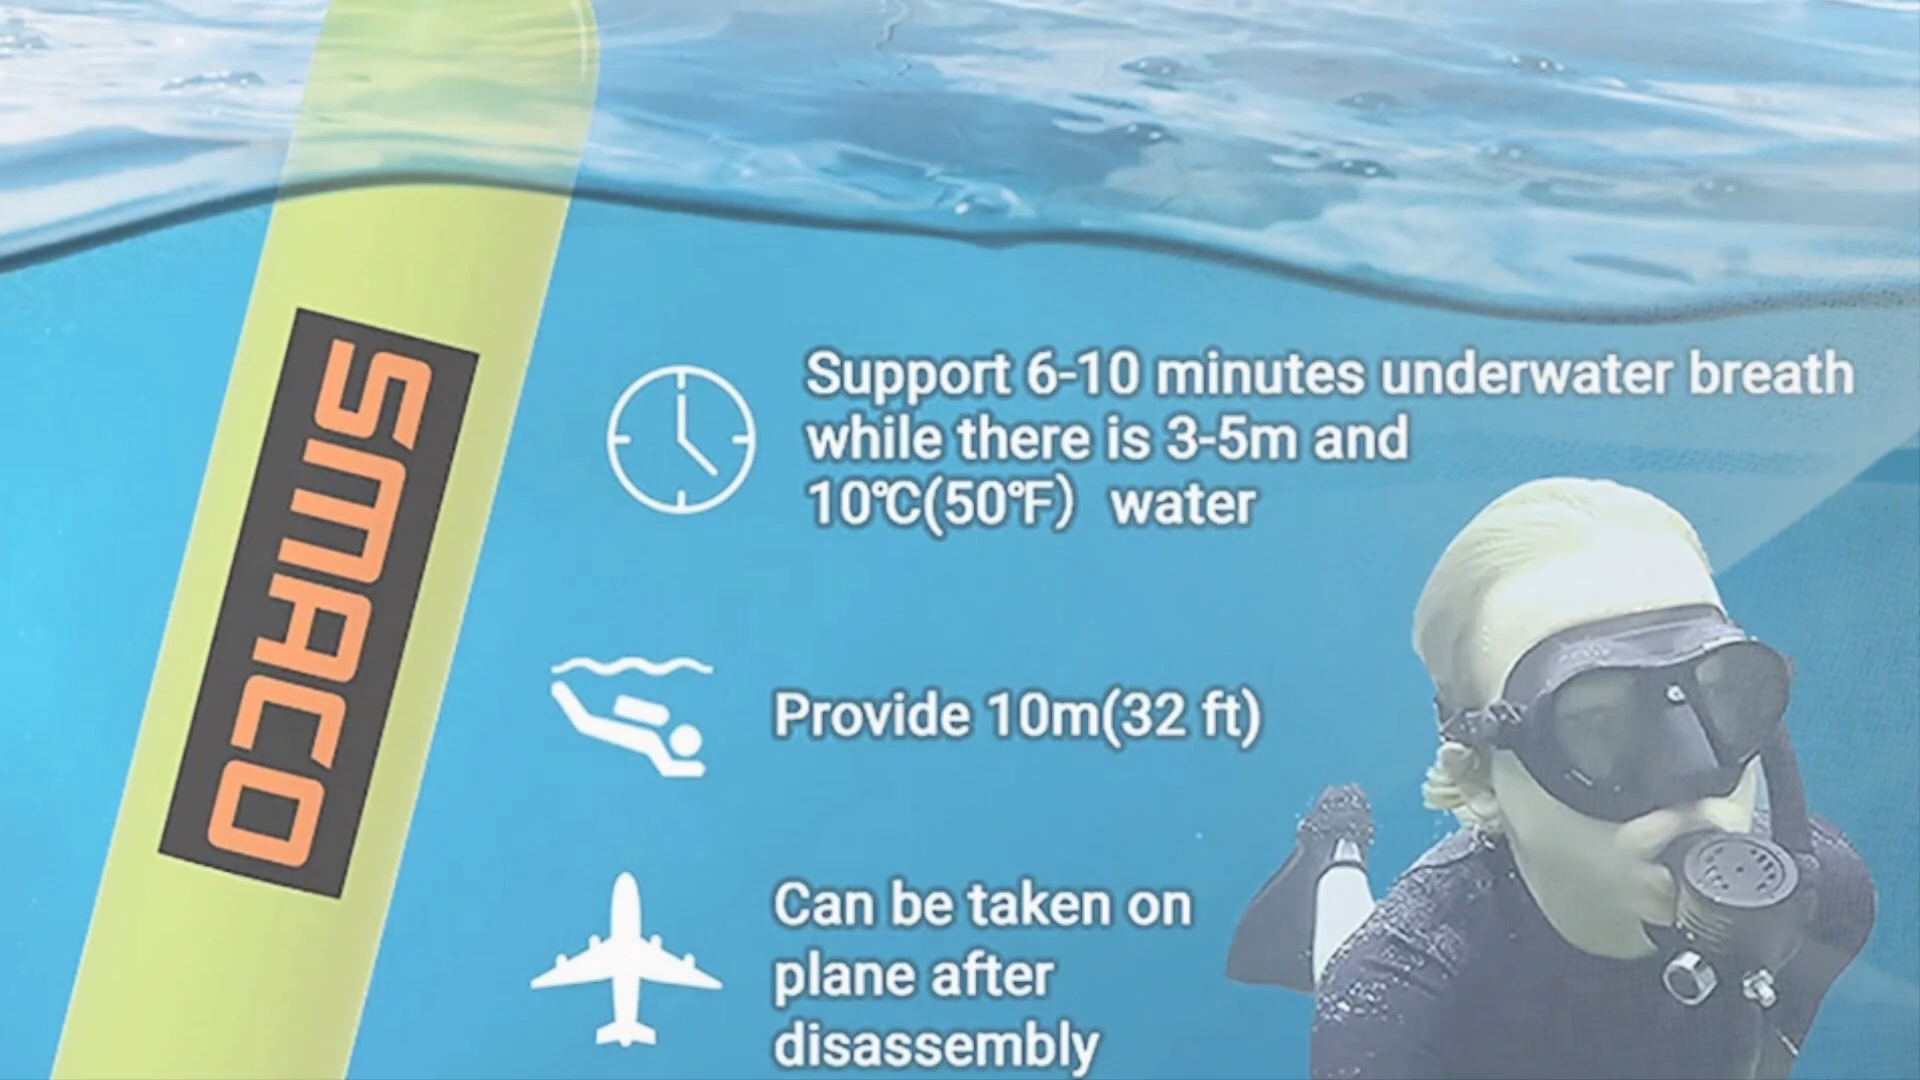 SMACO
Support 6-10 minutes underwater breath
while there is 3-5m and
10℃(50℉) water
Provide 10m(32 ft)
Can be taken on
plane after
disassembly